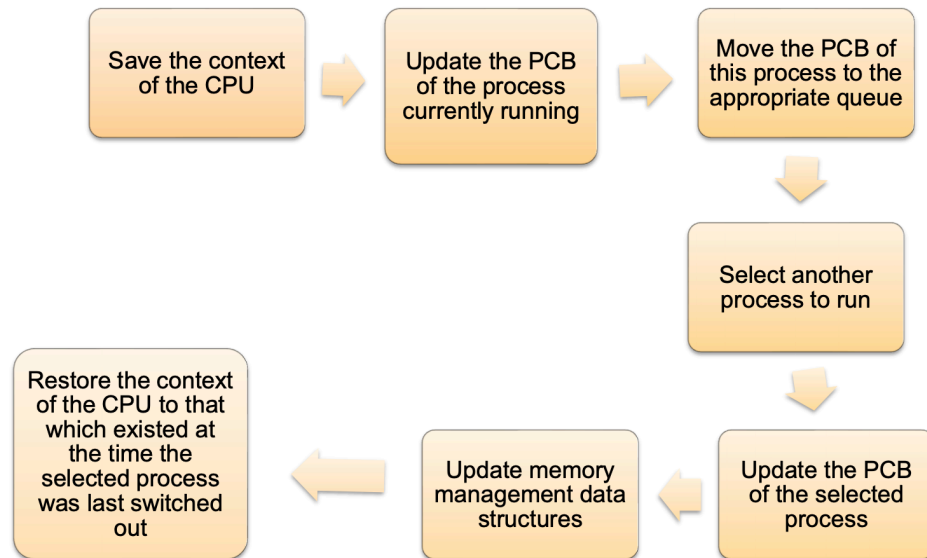 Save the context
of the CPU
Update the PCB
of the process
currently running
Move the PCB of
this process to the
appropriate queue
Select another
process to run
Update the PCB
of the selected
process
Update memory
management data
structures
Restore the context
of the CPU to that
which existed at
the time the
selected process
was last switched
out